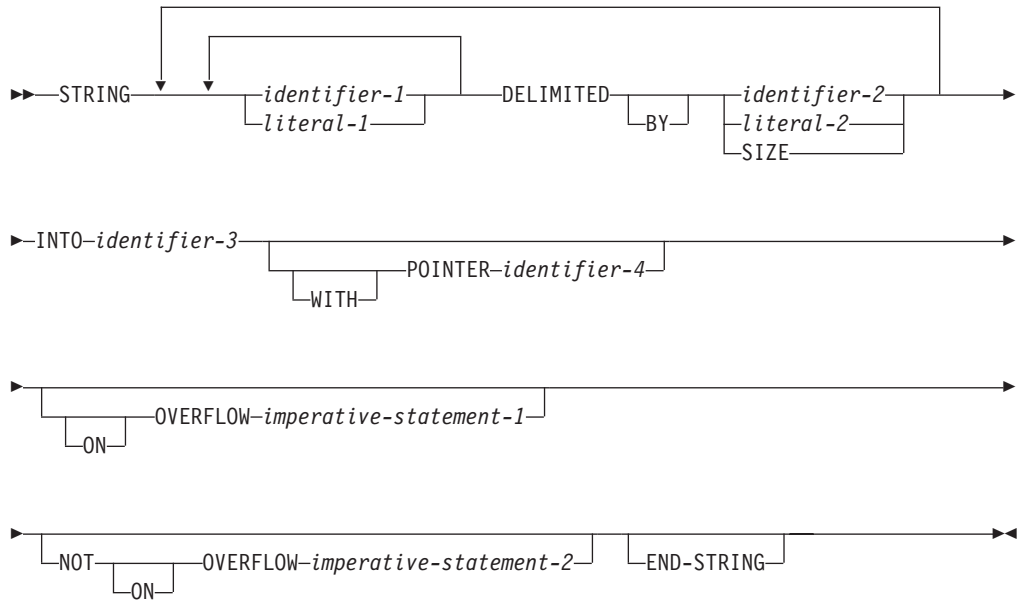 STRING identifier-1 DELIMITED identifier-2
literal-1 BY literal-2
SIZE
INTO identifier-3
POINTER identifier-4
WITH
OVERFLOW imperative-statement-1
ON
NOT OVERFLOW imperative-statement-2 END-STRING
ON